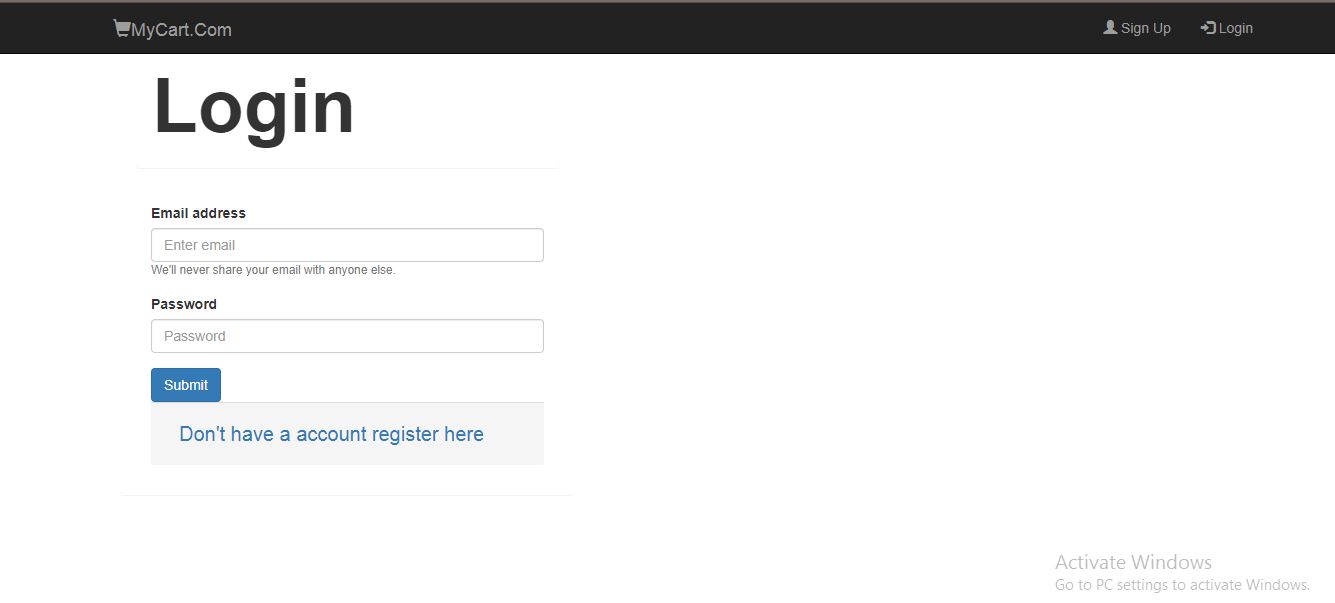 MyCart.Com
Sign Up
Login
Login
Email address
Enter email
We'll never share your email with anyone else.
Password
Password
Submit
Don't have a account register here
Activate Windows
Go to PC settings to activate Windows.